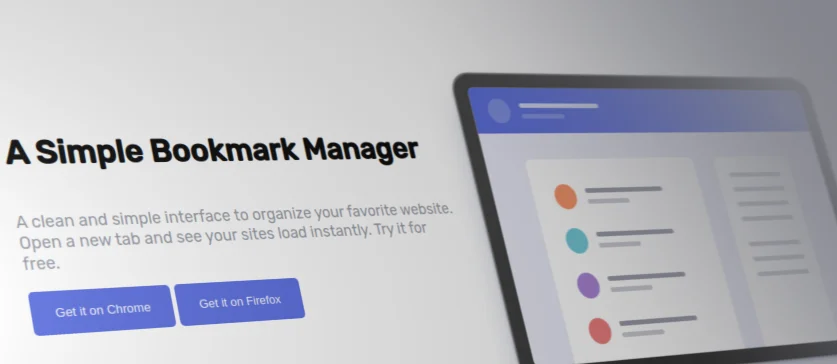 A Simple Bookmark Manager
A clean and simple interface to organize your favorite website.
Open a new tab and see your sites load instantly. Try it for
free.
Get it on Chrome
Get it on Firefox